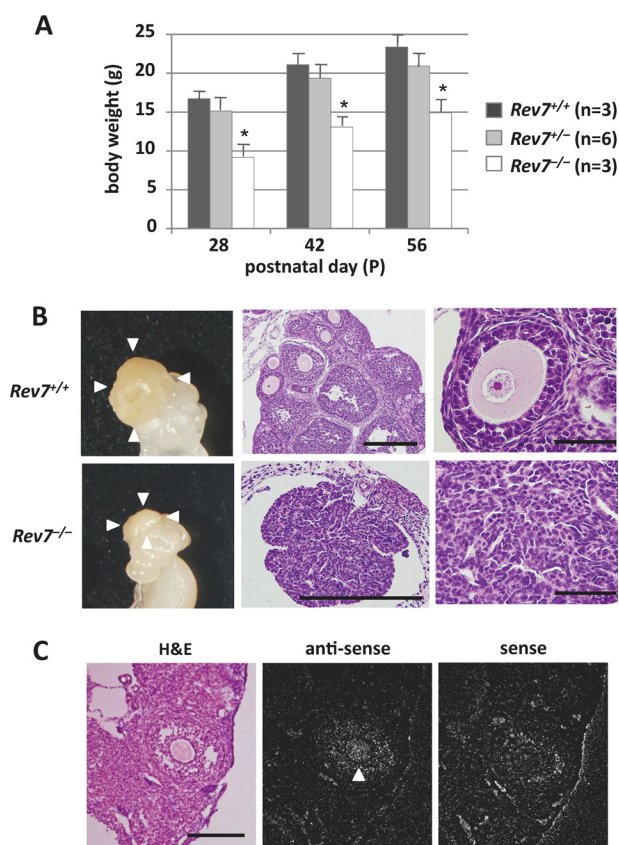 A
25
20
15
10
5
0
body weight (g)
*
*
*
28 42 56
postnatal day (P)
Rev7+/+ (n=3)
Rev7+/− (n=6)
Rev7−/− (n=3)
B
Rev7+/+
Rev7−/−
C
H&E anti-sense sense